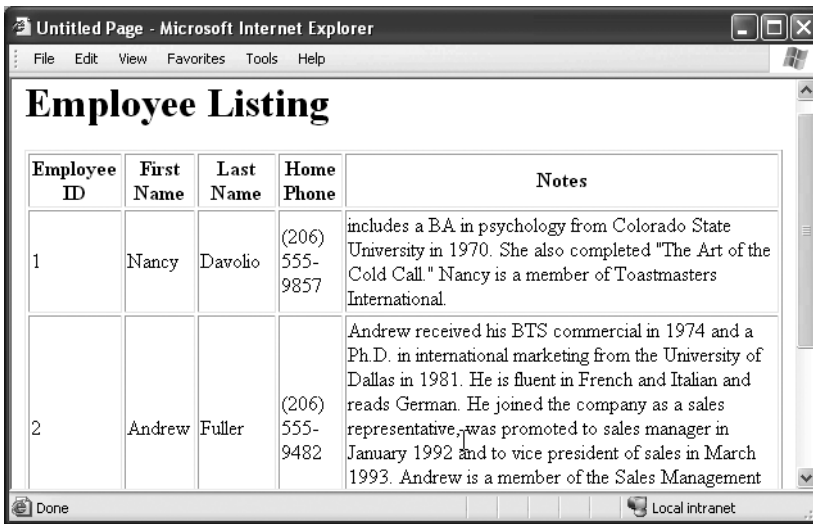 Untitled Page - Microsoft Internet Explorer
File Edit View Favorites Tools Help
Employee Listing
Employee ID First Name Last Name Home Phone Notes
1 Nancy Davolio (206) 555-9857 includes a BA in psychology from Colorado State
University in 1970. She also completed "The Art of the
Cold Call." Nancy is a member of Toastmasters
International.
2 Andrew Fuller (206) 555-9482 Andrew received his BTS commercial in 1974 and a
Ph.D. in international marketing from the University of
Dallas in 1981. He is fluent in French and Italian and
reads German. He joined the company as a sales
representative, was promoted to sales manager in
January 1992 and to vice president of sales in March
1993. Andrew is a member of the Sales Management
Done Local intranet